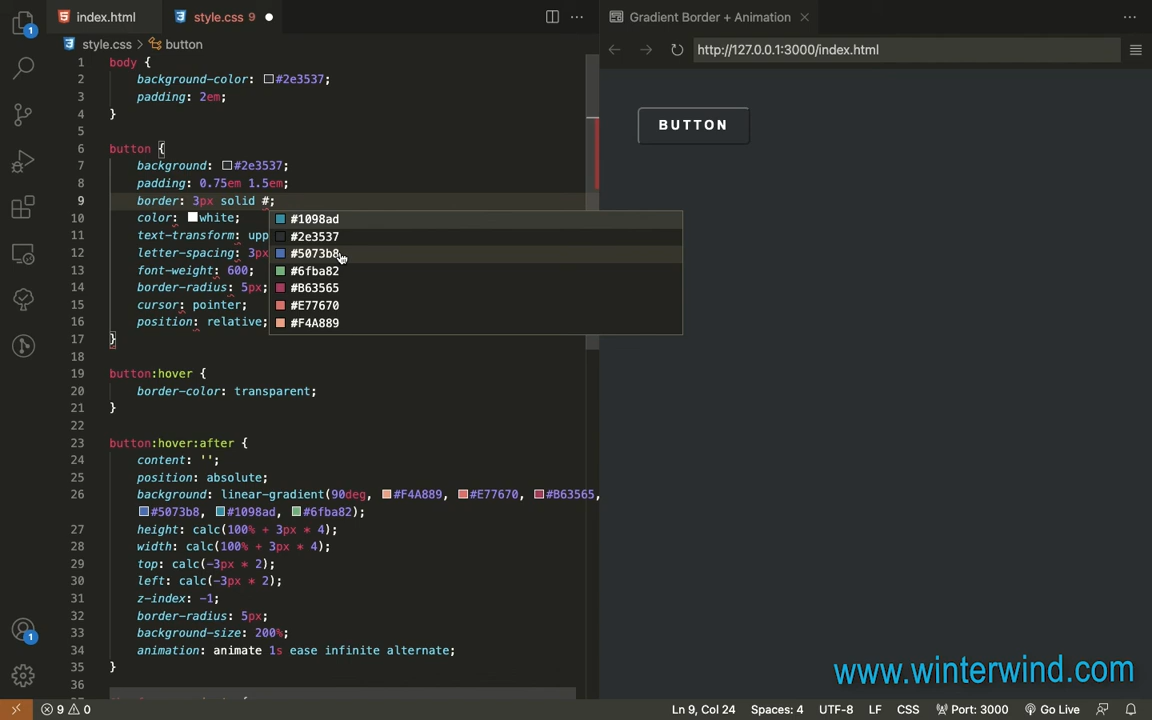 index.html
style.css 9
Gradient Border + Animation
style.css > button
http://127.0.0.1:3000/index.html
1
1 body {
2 background-color: #2e3537;
3 padding: 2em;
4 }
5
6 button {
7 background: #2e3537;
8 padding: 0.75em 1.5em;
9 border: 3px solid #;
10 color: white;
11 text-transform: upp
12 letter-spacing: 3px
13 font-weight: 600;
14 border-radius: 5px;
15 cursor: pointer;
16 position: relative;
17 }
18
19 button:hover {
20 border-color: transparent;
21 }
22
23 button:hover:after {
24 content: '';
25 position: absolute;
26 background: linear-gradient(90deg, #F4A889, #E77670, #B63565,
#5073b8, #1098ad, #6fba82);
27 height: calc(100% + 3px * 4);
28 width: calc(100% + 3px * 4);
29 top: calc(-3px * 2);
30 left: calc(-3px * 2);
31 z-index: -1;
32 border-radius: 5px;
33 background-size: 200%;
34 animation: animate 1s ease infinite alternate;
35 }
36
#1098ad
#2e3537
#5073b8
#6fba82
#B63565
#E77670
#F4A889
BUTTON
1
www.winterwind.com
9 0
Ln 9, Col 24
Spaces: 4
UTF-8
LF
CSS
Port: 3000
Go Live